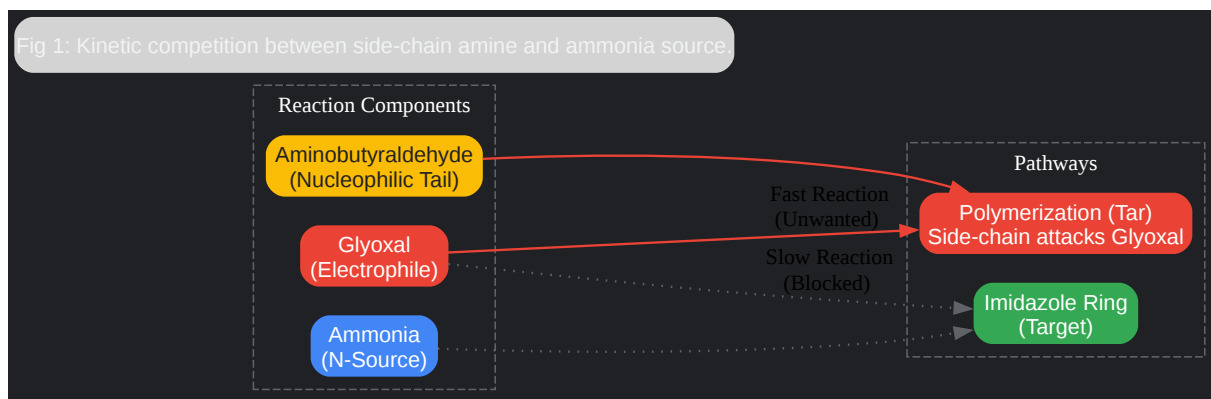 Fig 1: Kinetic competition between side-chain amine and ammonia source.
Reaction Components
Aminobutyraldehyde
(Nucleophilic Tail)
Glyoxal
(Electrophile)
Ammonia
(N-Source)
Fast Reaction
(Unwanted)
Slow Reaction
(Blocked)
Pathways
Polymerization (Tar)
Side-chain attacks Glyoxal
Imidazole Ring
(Target)